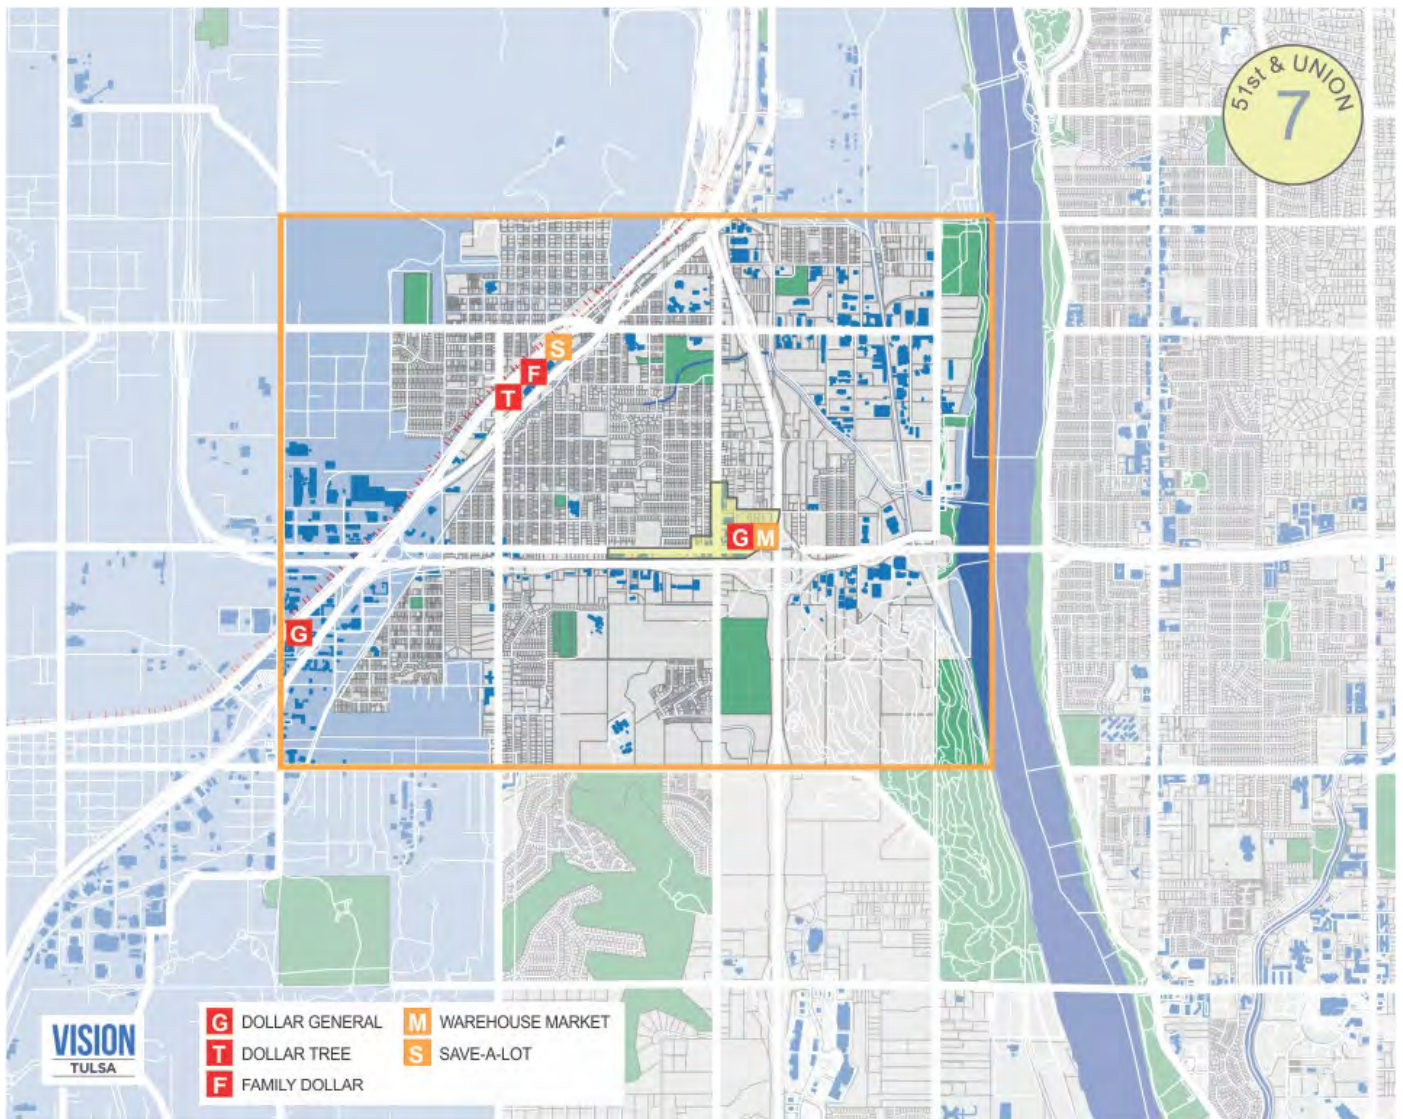 51st & UNION
7
S
F
T
G M
G
VISION
TULSA
G DOLLAR GENERAL
T DOLLAR TREE
F FAMILY DOLLAR
M WAREHOUSE MARKET
S SAVE-A-LOT